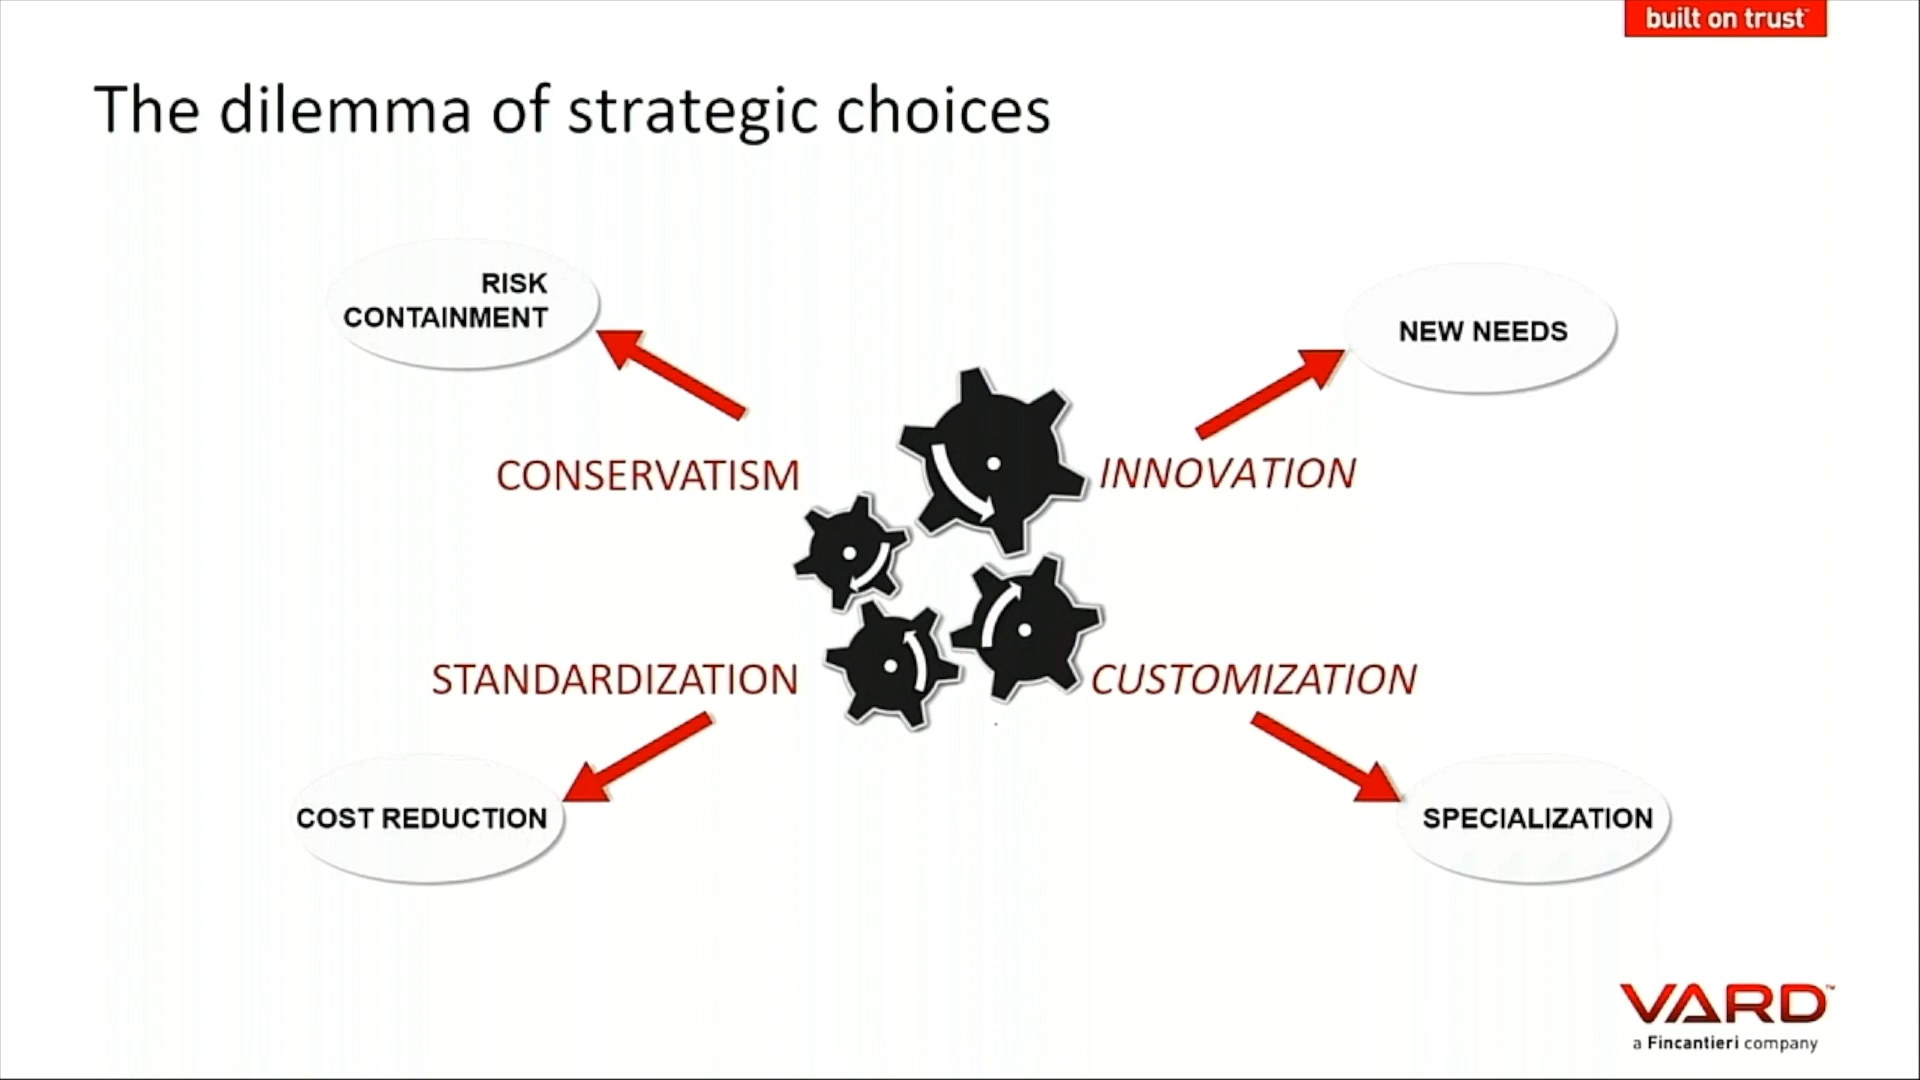 built on trust™
The dilemma of strategic choices
RISK
CONTAINMENT
NEW NEEDS
CONSERVATISM
INNOVATION
STANDARDIZATION
CUSTOMIZATION
COST REDUCTION
SPECIALIZATION
VARD™
a Fincantieri company